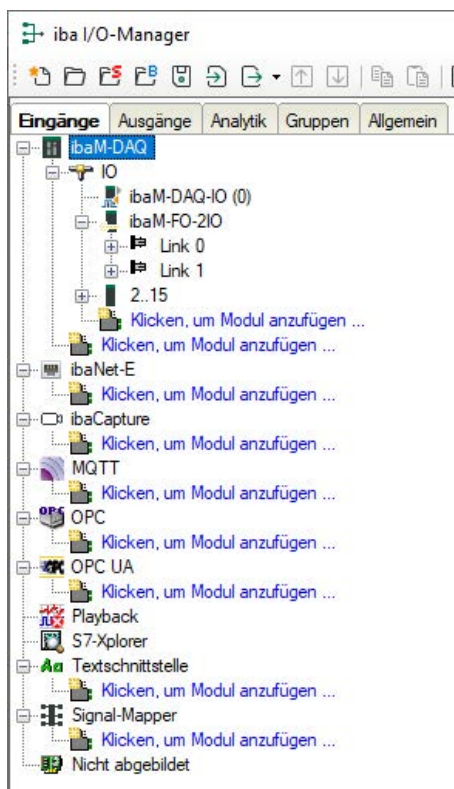 iba I/O-Manager
Eingänge Ausgänge Analytik Gruppen Allgemein
ibaM-DAQ
IO
ibaM-DAQ-IO (0)
ibaM-FO-2IO
Link 0
Link 1
2..15
Klicken, um Modul anzufügen ...
Klicken, um Modul anzufügen ...
ibaNet-E
Klicken, um Modul anzufügen ...
ibaCapture
Klicken, um Modul anzufügen ...
MQTT
Klicken, um Modul anzufügen ...
OPC
Klicken, um Modul anzufügen ...
OPC UA
Klicken, um Modul anzufügen ...
Playback
S7-Xplorer
Textschnittstelle
Klicken, um Modul anzufügen ...
Signal-Mapper
Klicken, um Modul anzufügen ...
Nicht abgebildet